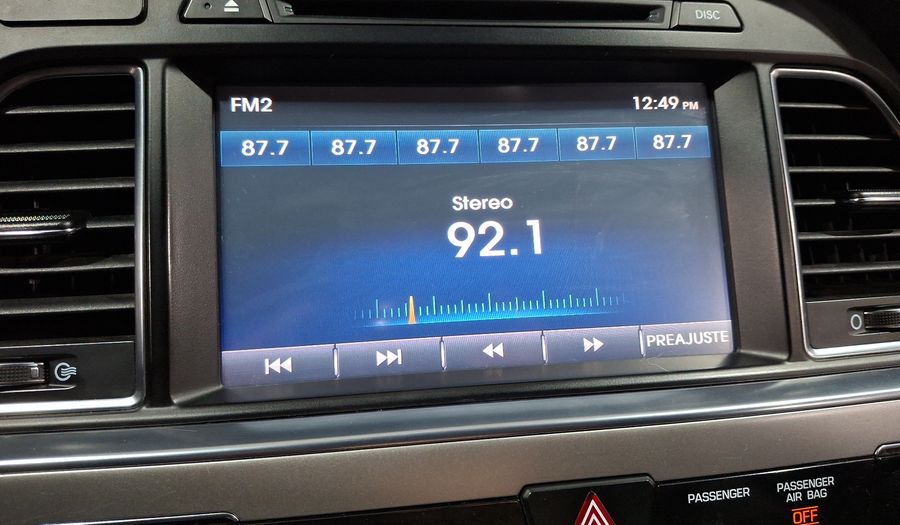 DISC
FM2 12:49 PM
87.7 87.7 87.7 87.7 87.7 87.7
Stereo
92.1
PREAJUSTE
PASSENGER
PASSENGER
AIR BAG
OFF